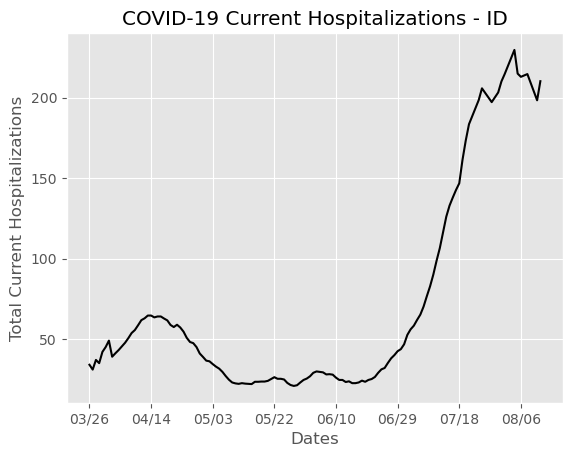 COVID-19 Current Hospitalizations - ID
Total Current Hospitalizations
200
150
100
50
03/26 04/14 05/03 05/22 06/10 06/29 07/18 08/06
Dates